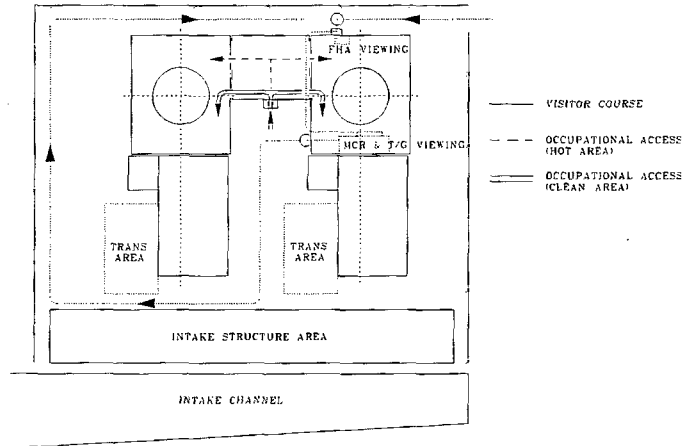 FHA VIEWING
VISITOR COURSE
OCCUPATIONAL ACCESS
(HOT AREA)
MCR & T/G VIEWING
OCCUPATIONAL ACCESS
(CLEAN AREA)
TRANS
AREA
TRANS
AREA
INTAKE STRUCTURE AREA
INTAKE CHANNEL